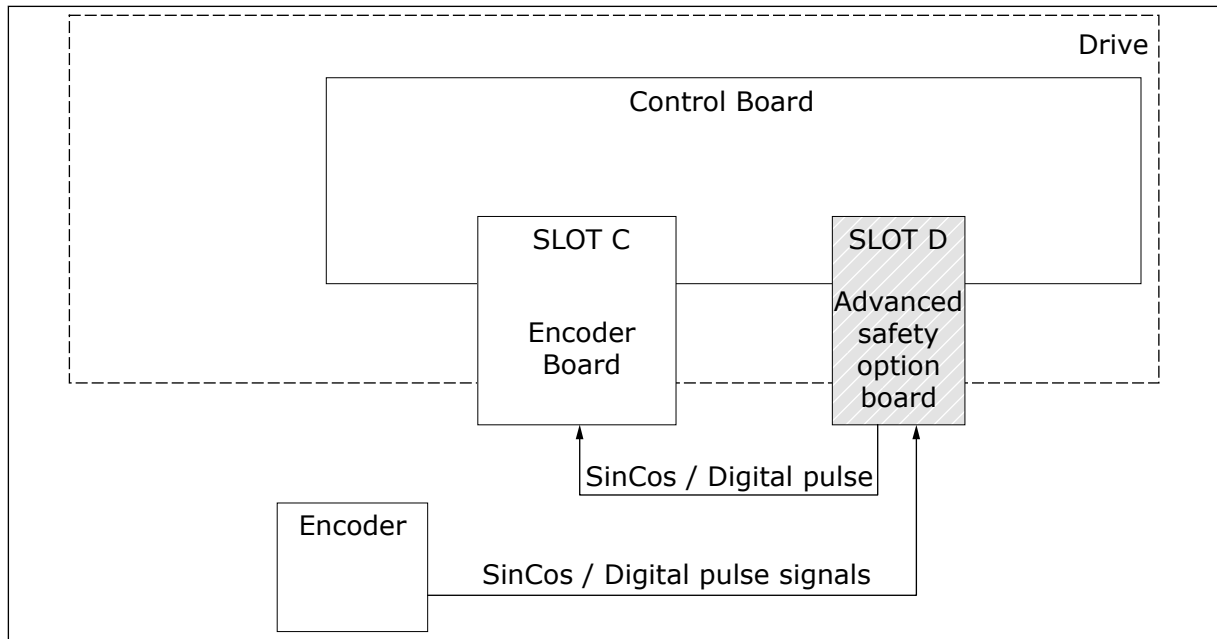 Drive
Control Board
SLOT C
Encoder
Board
SLOT D
Advanced
safety
option
board
SinCos / Digital pulse
Encoder
SinCos / Digital pulse signals